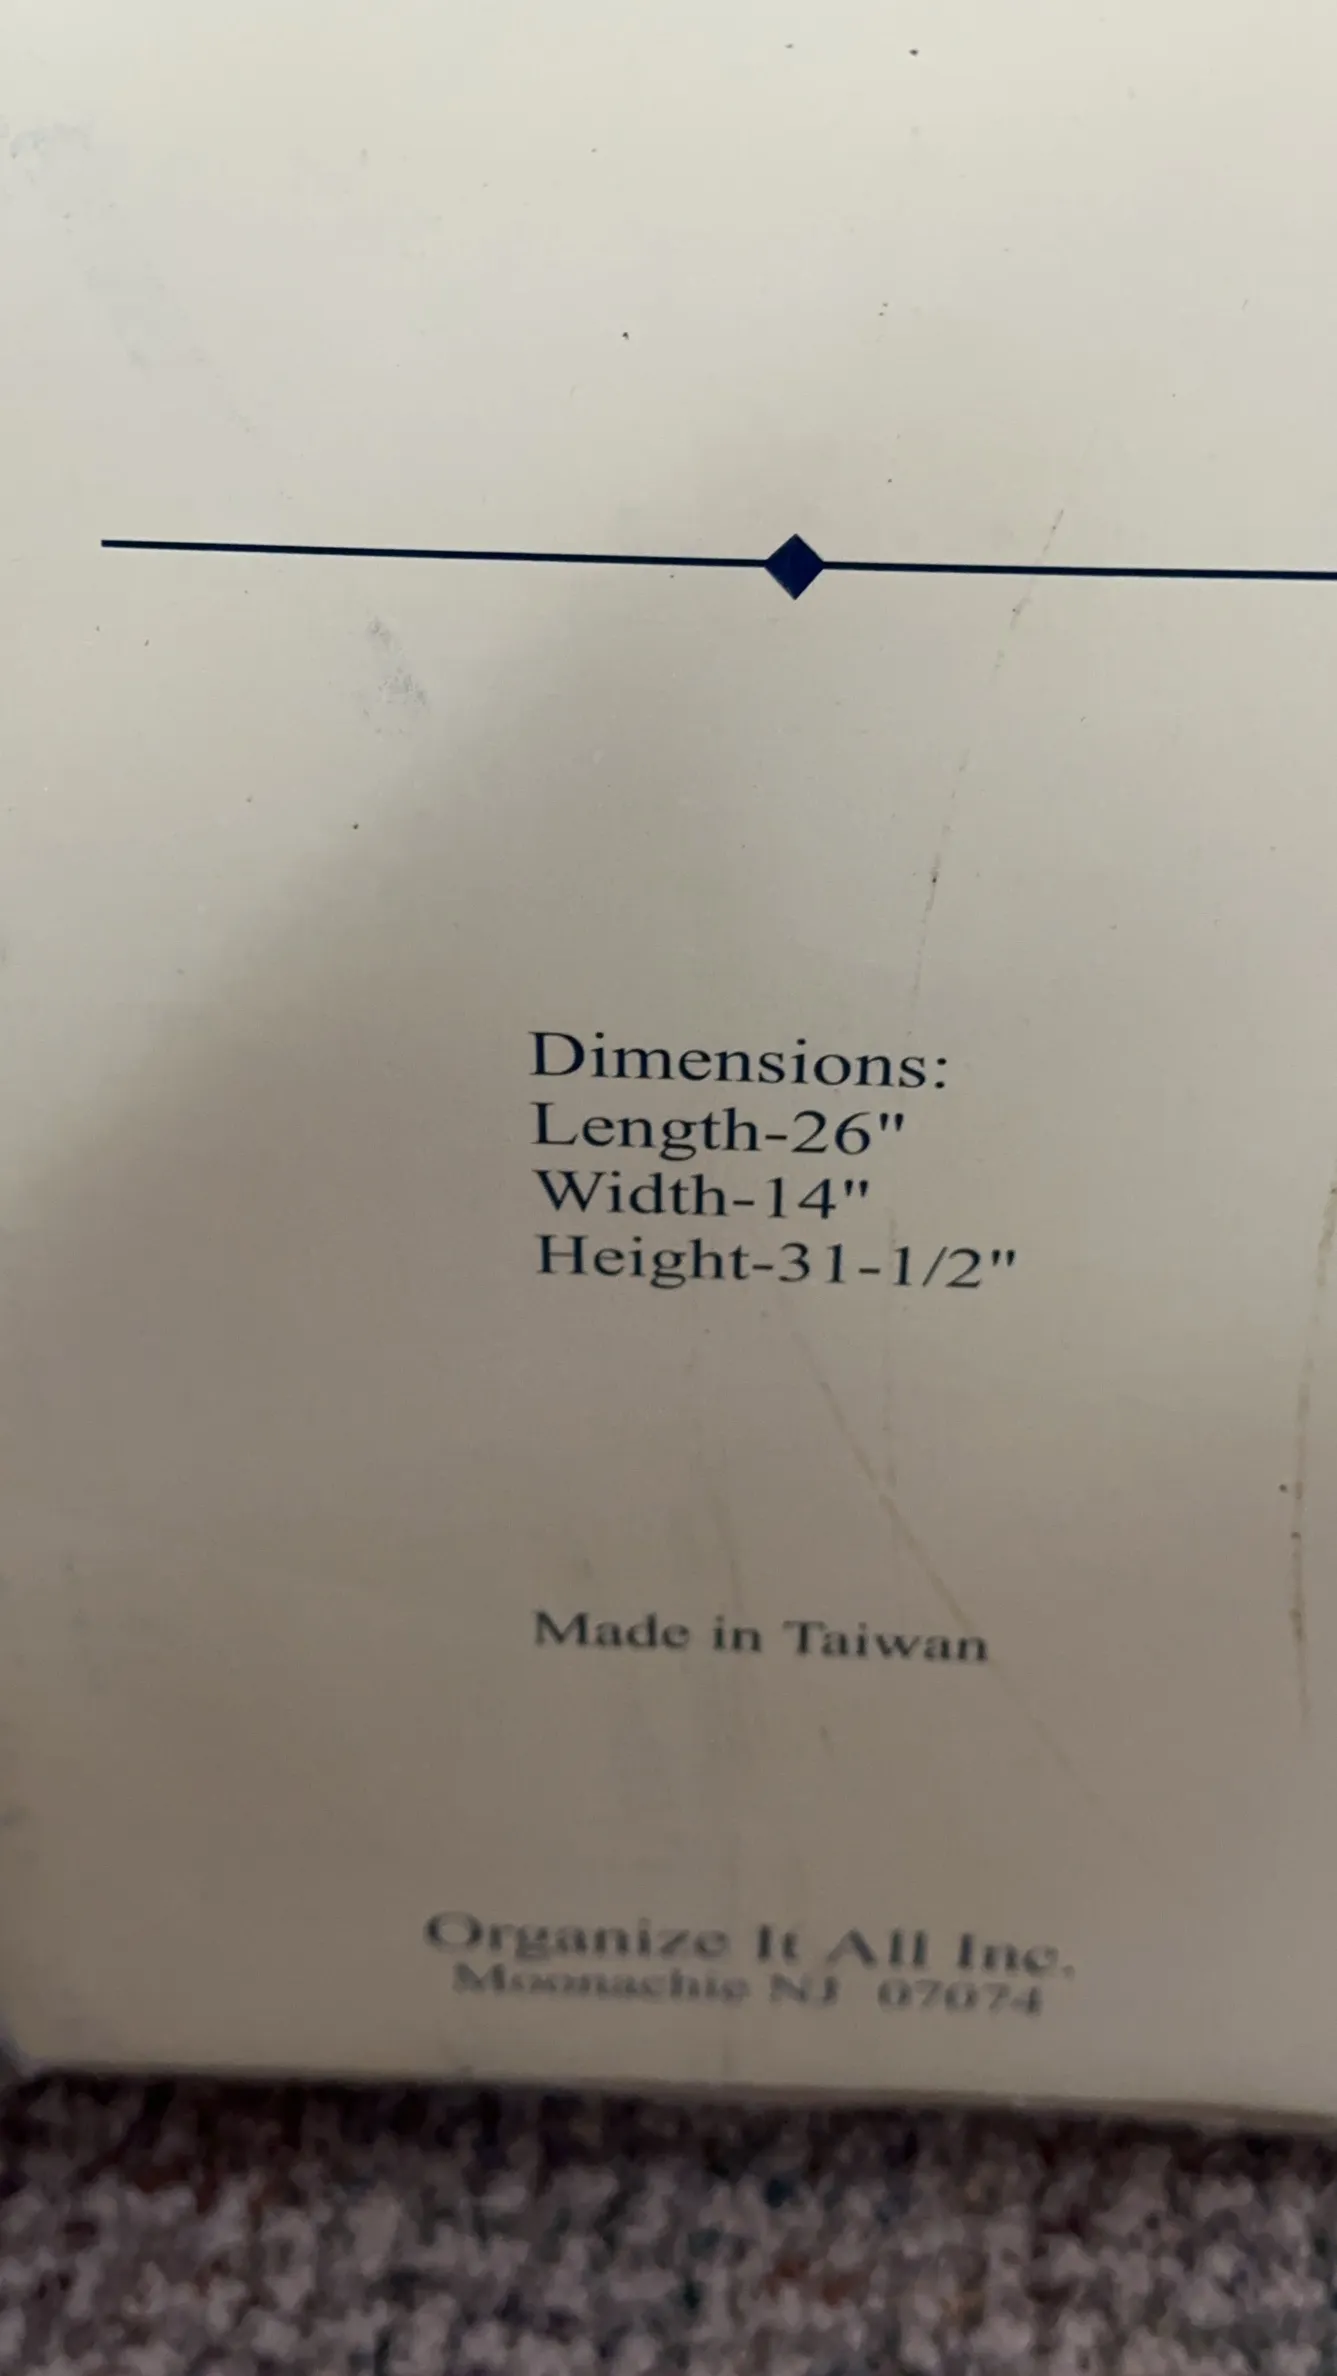 Dimensions:
Length-26"
Width-14"
Height-31-1/2"
Made in Taiwan
Organize It All Inc.
Moonachie NJ 07074